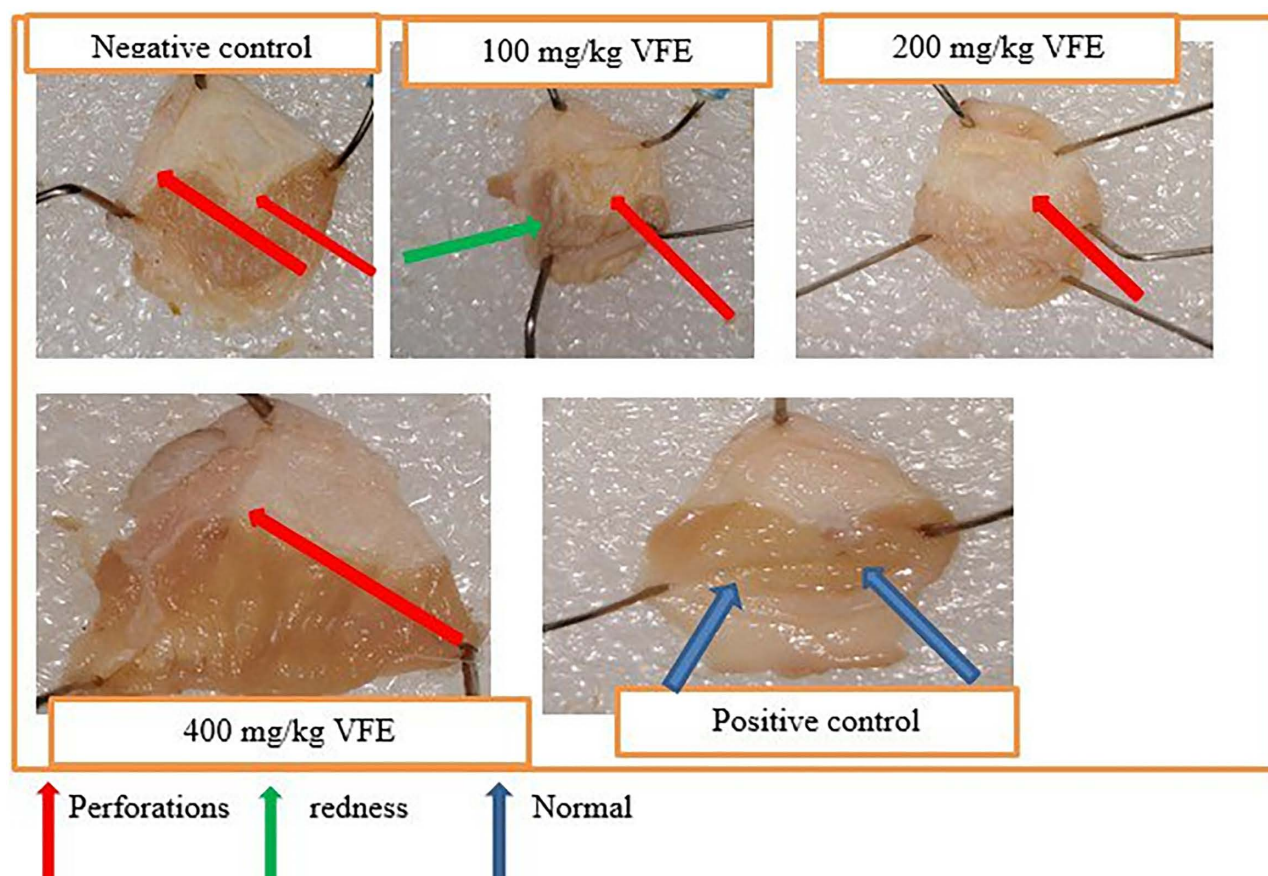 Negative control
100 mg/kg VFE
200 mg/kg VFE
400 mg/kg VFE
Positive control
Perforations
redness
Normal